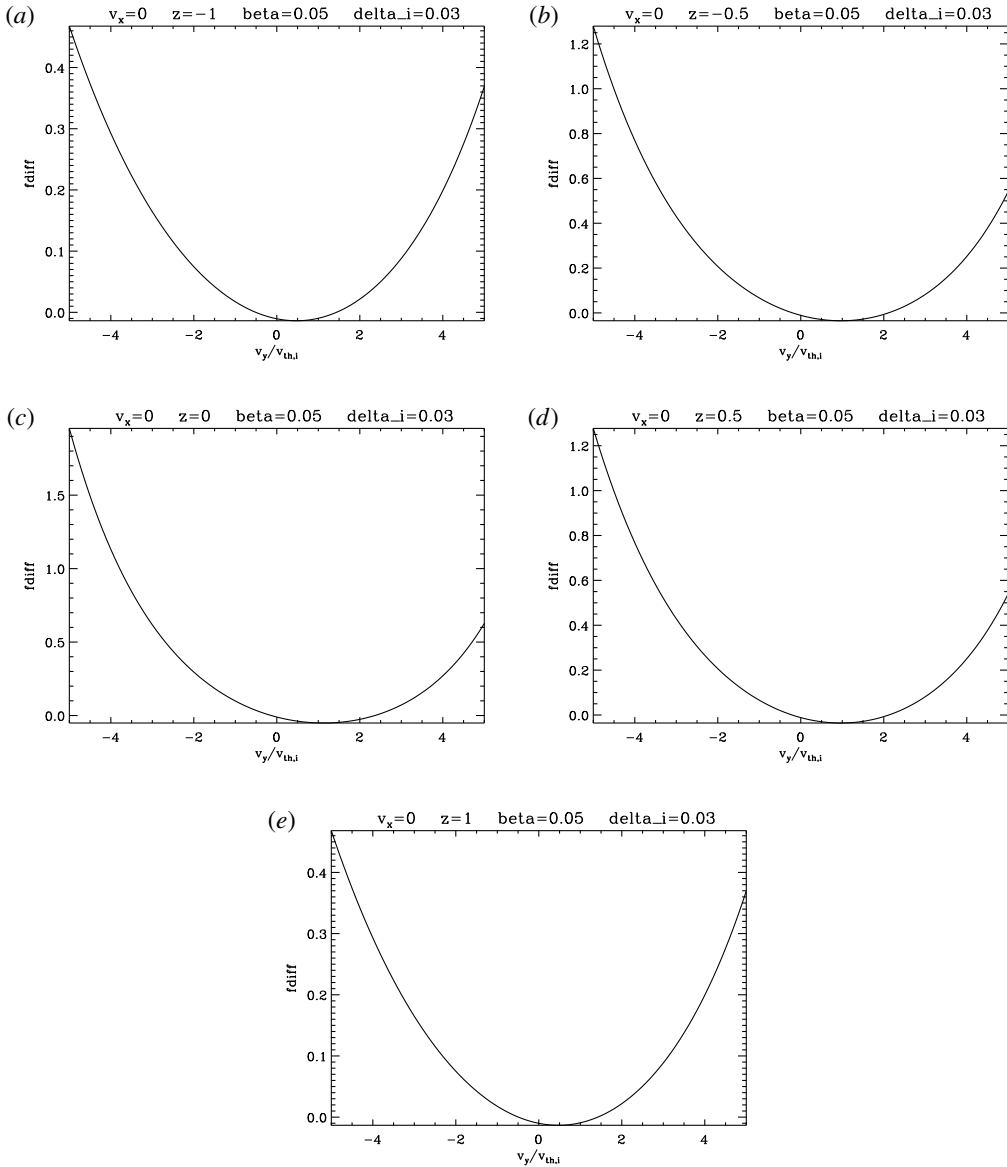 (a) v_x=0 z=−1 beta=0.05 delta_i=0.03
0.4
0.3
0.2
0.1
0.0
fdiff
−4 −2 0 2 4
v_y/v_th,i
(b) v_x=0 z=−0.5 beta=0.05 delta_i=0.03
1.2
1.0
0.8
0.6
0.4
0.2
0.0
fdiff
−4 −2 0 2 4
v_y/v_th,i
(c) v_x=0 z=0 beta=0.05 delta_i=0.03
1.5
1.0
0.5
0.0
fdiff
−4 −2 0 2 4
v_y/v_th,i
(d) v_x=0 z=0.5 beta=0.05 delta_i=0.03
1.2
1.0
0.8
0.6
0.4
0.2
0.0
fdiff
−4 −2 0 2 4
v_y/v_th,i
(e) v_x=0 z=1 beta=0.05 delta_i=0.03
0.4
0.3
0.2
0.1
0.0
fdiff
−4 −2 0 2 4
v_y/v_th,i